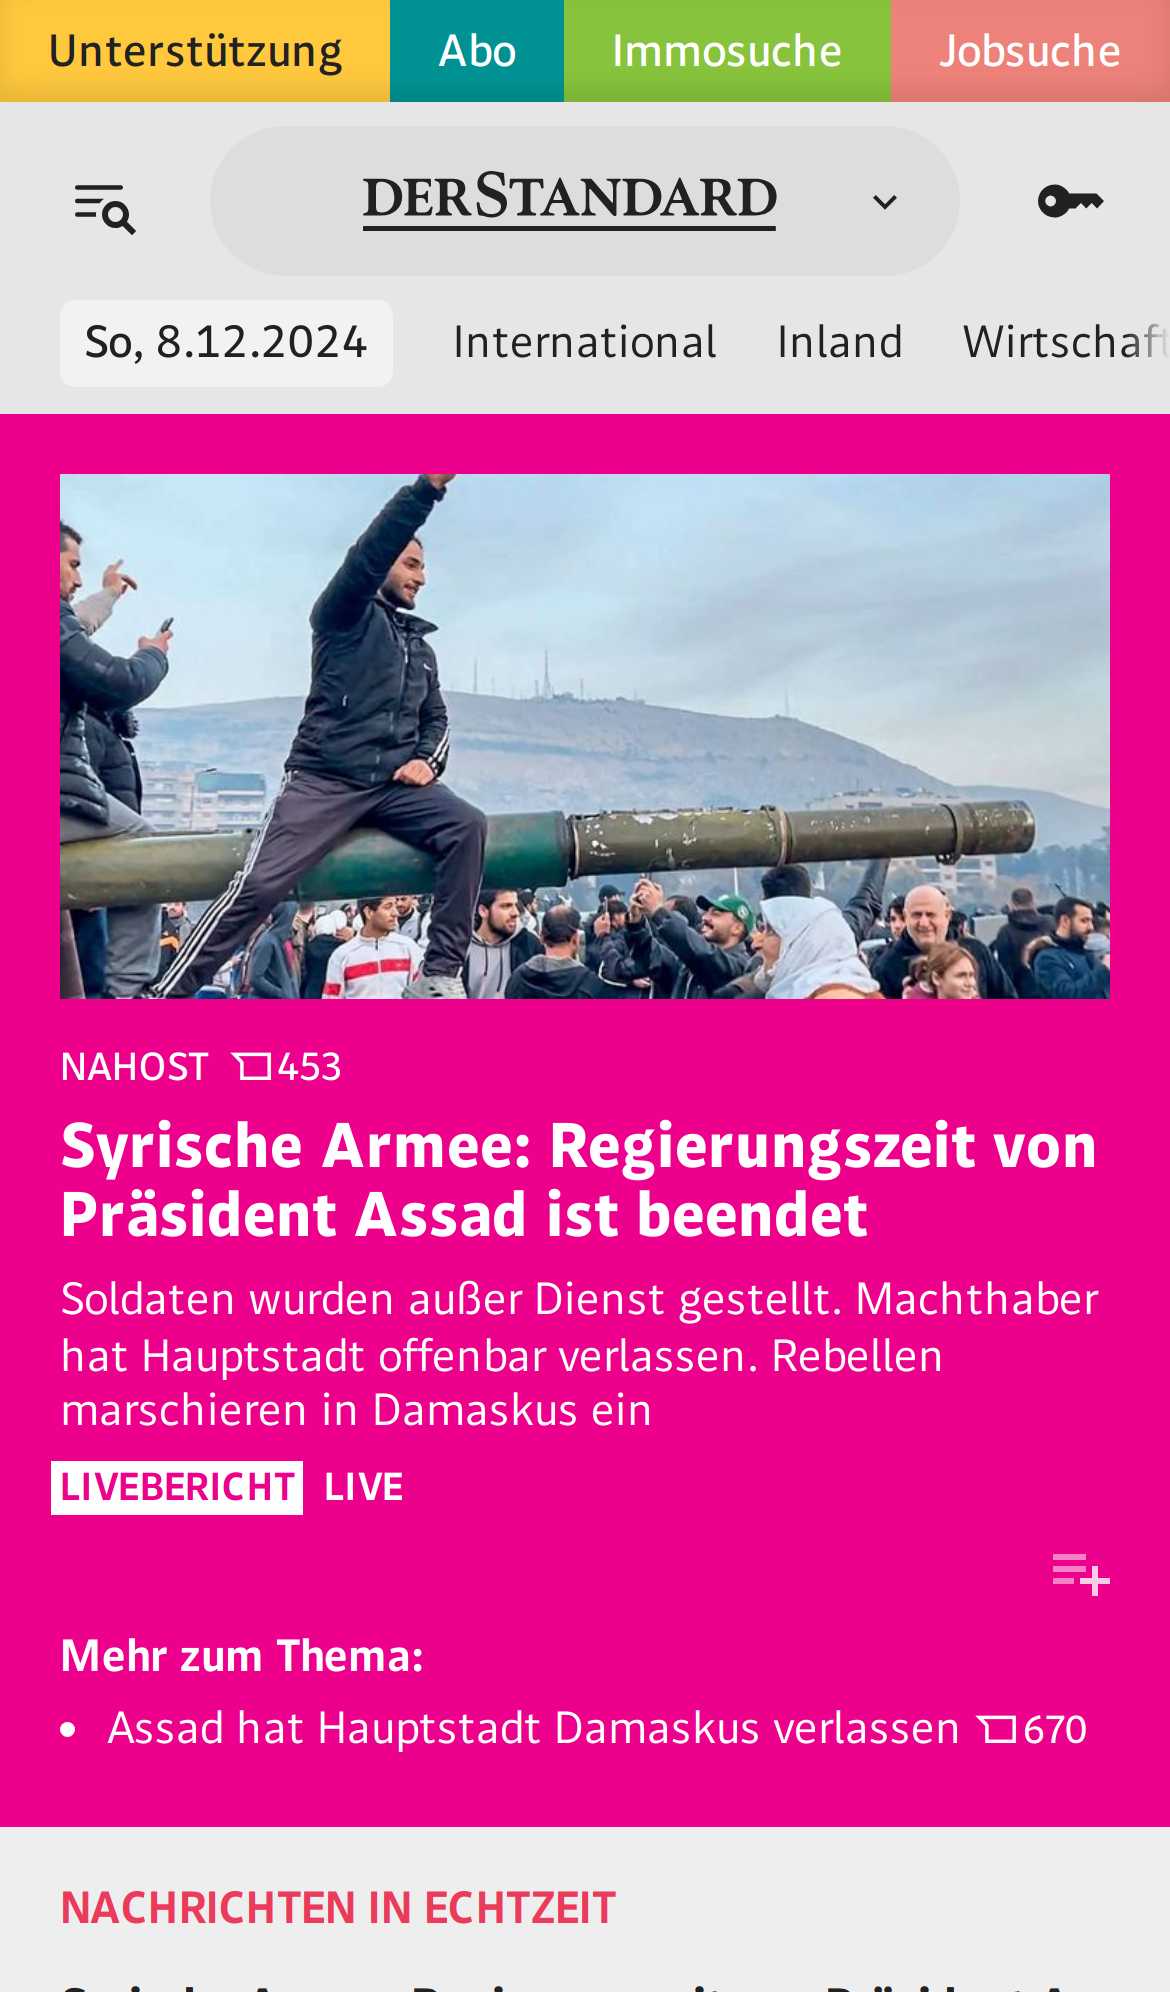 Unterstützung Abo Immosuche Jobsuche
DERSTANDARD
So, 8.12.2024 International Inland Wirtschaft
NAHOST 453
Syrische Armee: Regierungszeit von
Präsident Assad ist beendet
Soldaten wurden außer Dienst gestellt. Machthaber
hat Hauptstadt offenbar verlassen. Rebellen
marschieren in Damaskus ein
LIVEBERICHT LIVE
Mehr zum Thema:
• Assad hat Hauptstadt Damaskus verlassen 670
NACHRICHTEN IN ECHTZEIT